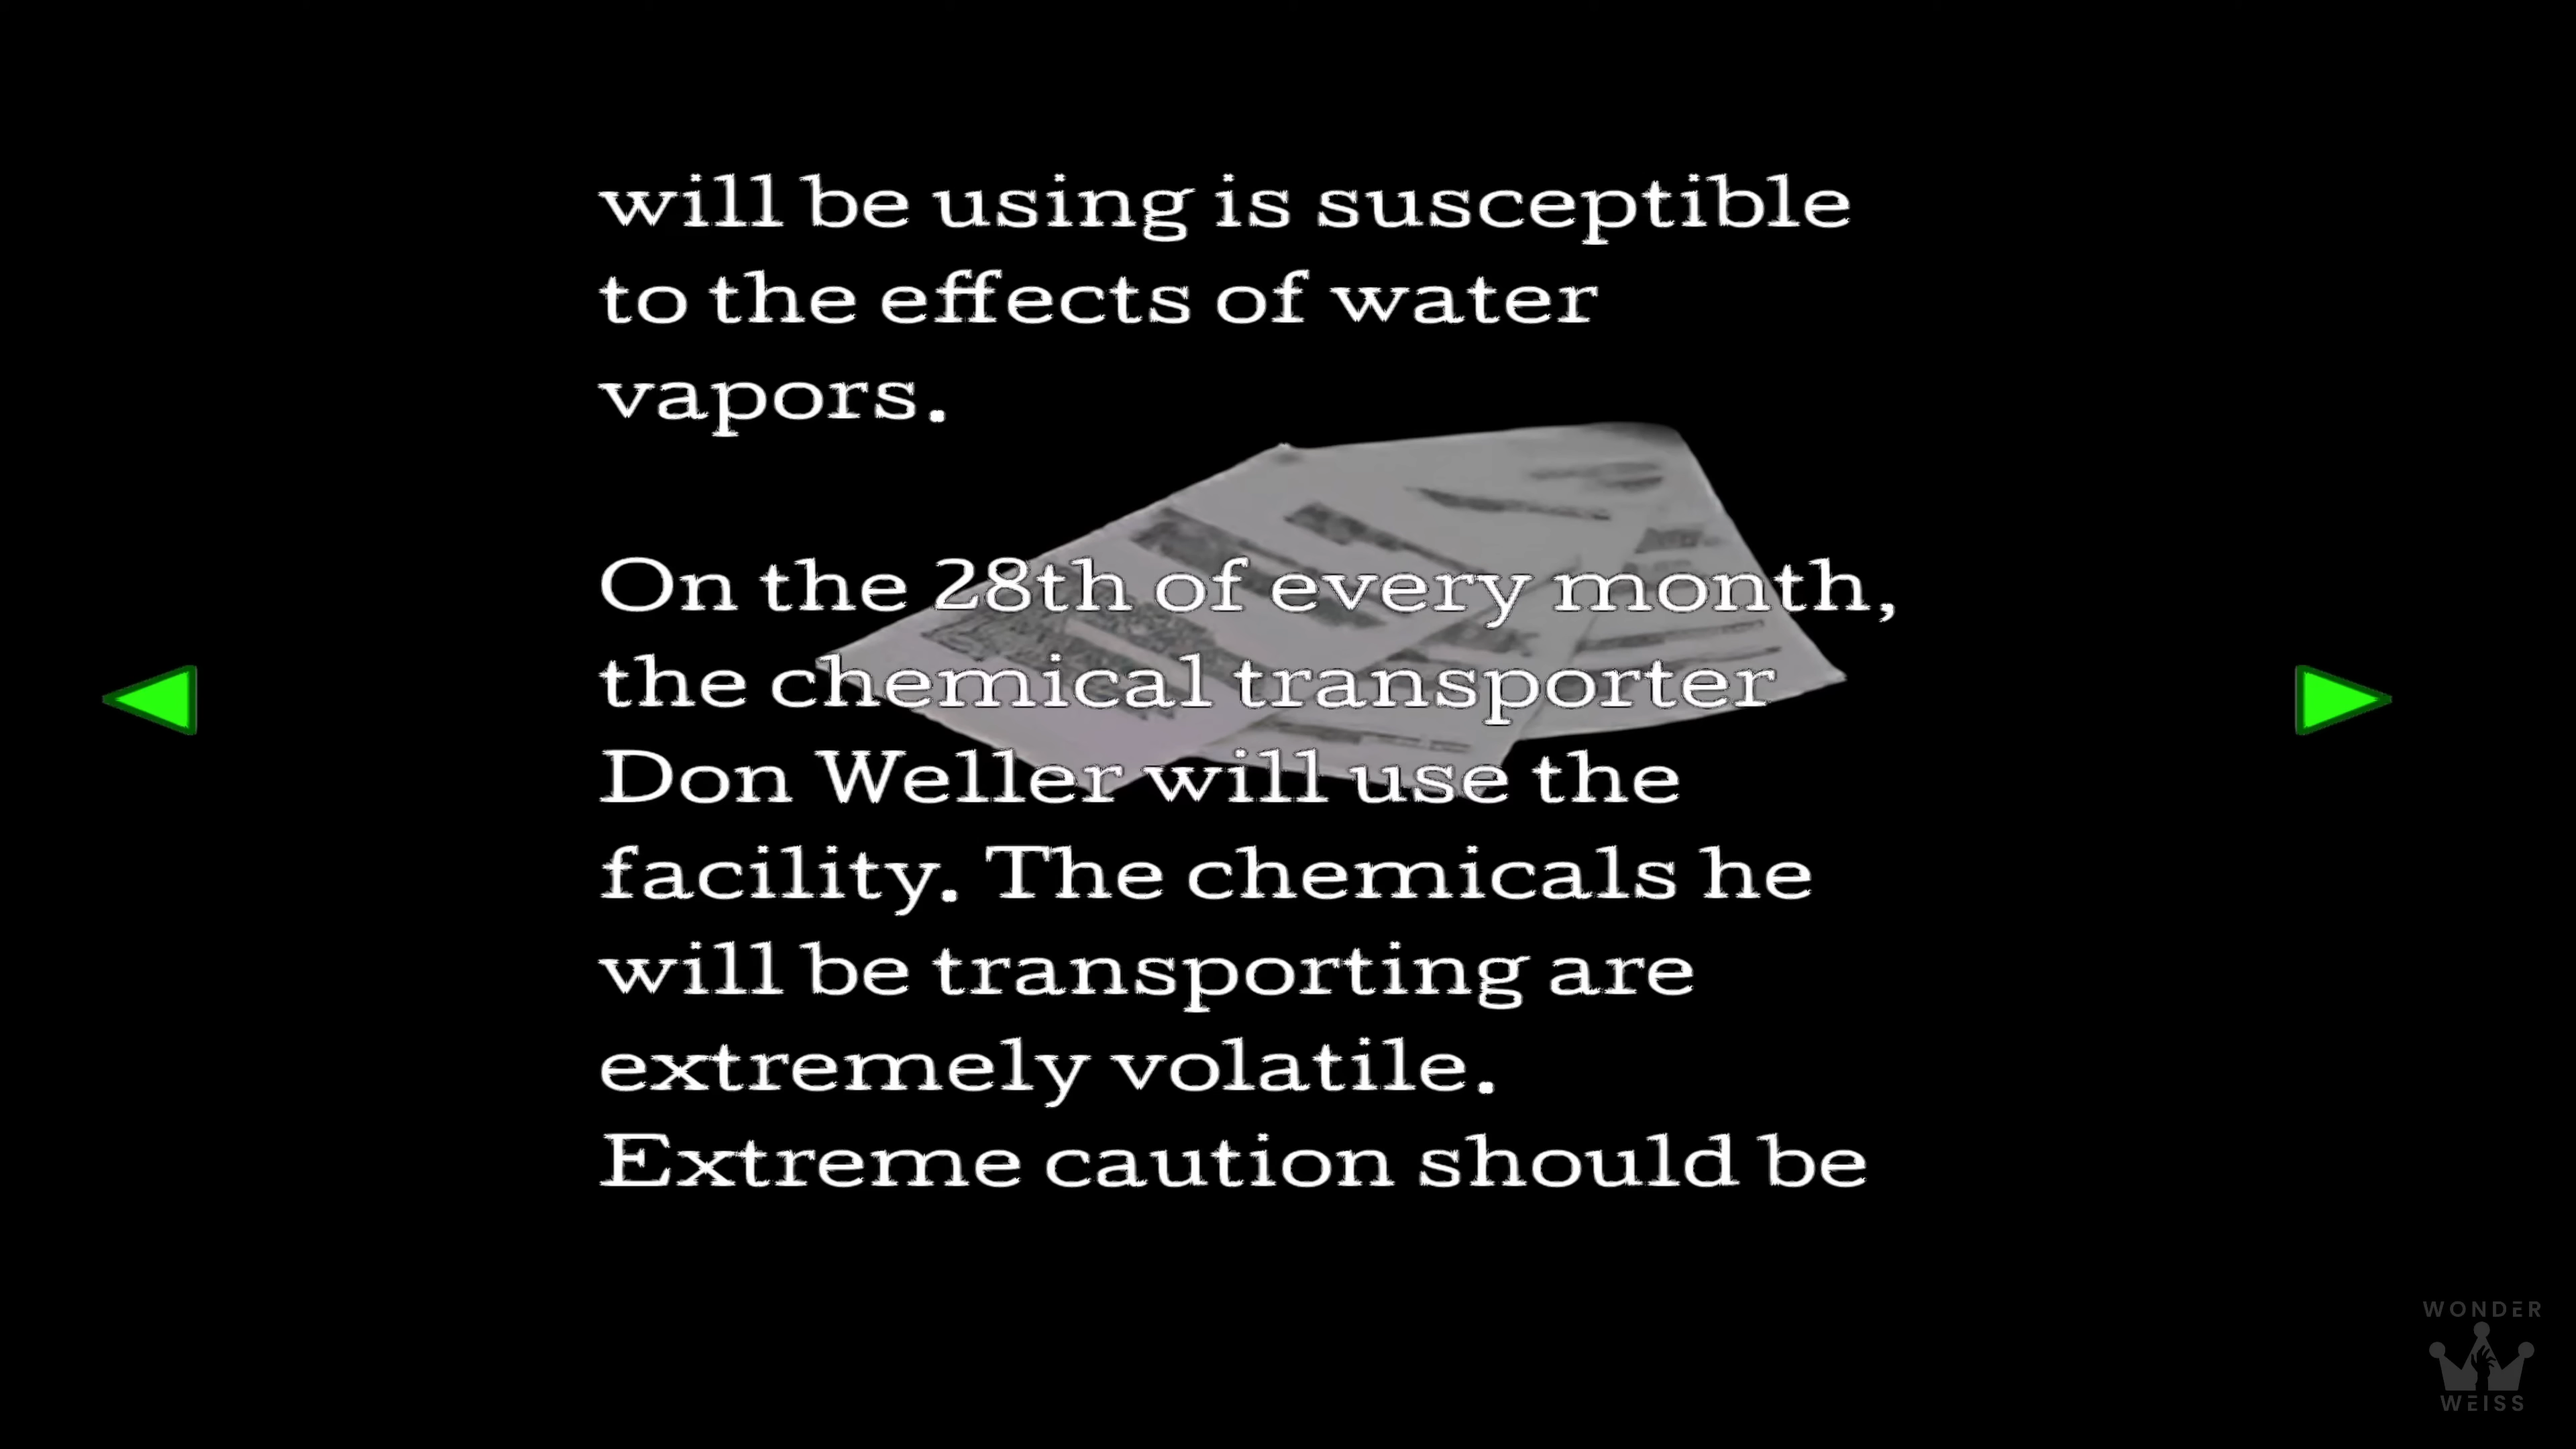 will be using is susceptible
to the effects of water
vapors.
On the 28th of every month,
the chemical transporter
Don Weller will use the
facility. The chemicals he
will be transporting are
extremely volatile.
Extreme caution should be
WONDER
WEISS